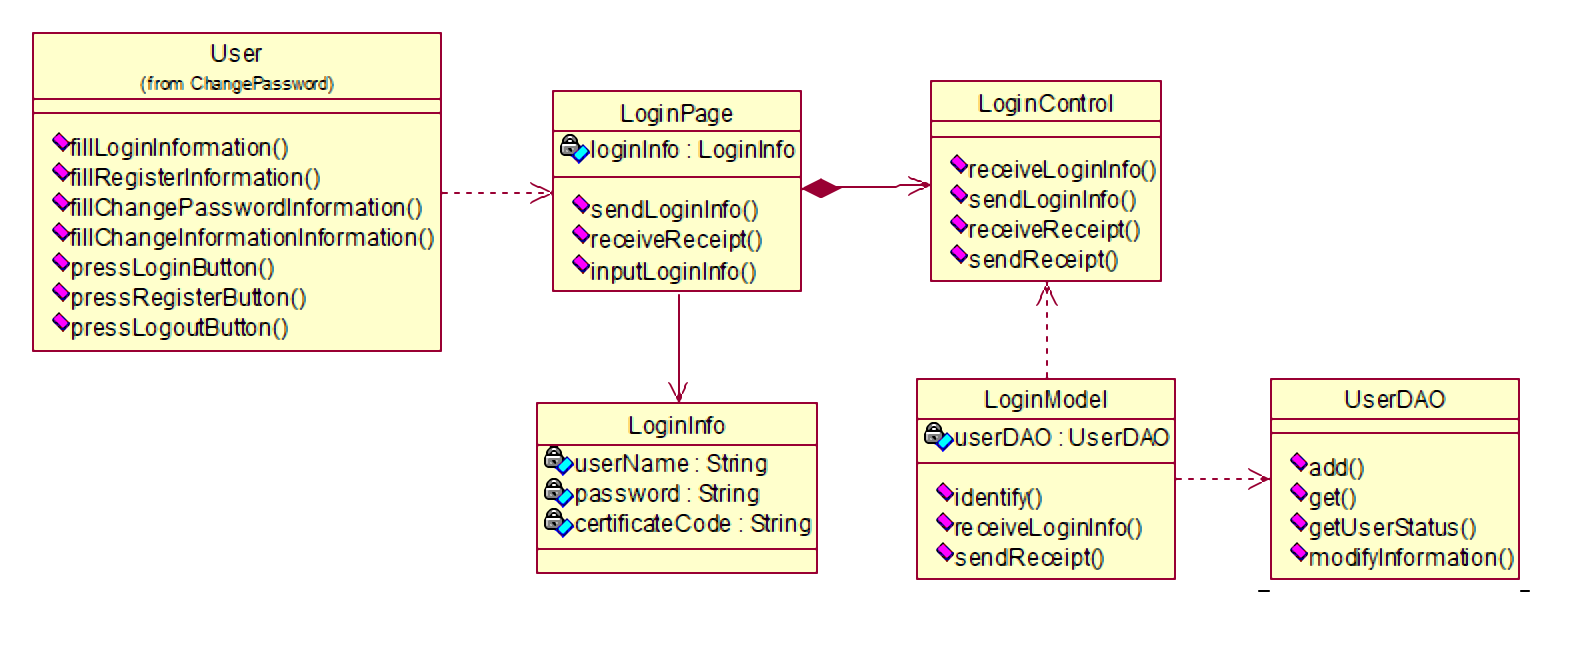 User
(from ChangePassword)
fillLoginInformation()
fillRegisterInformation()
fillChangePasswordInformation()
fillChangeInformationInformation()
pressLoginButton()
pressRegisterButton()
pressLogoutButton()
LoginPage
loginInfo : LoginInfo
sendLoginInfo()
receiveReceipt()
inputLoginInfo()
LoginControl
receiveLoginInfo()
sendLoginInfo()
receiveReceipt()
sendReceipt()
LoginInfo
userName : String
password : String
certificateCode : String
LoginModel
userDAO : UserDAO
identify()
receiveLoginInfo()
sendReceipt()
UserDAO
add()
get()
getUserStatus()
modifyInformation()